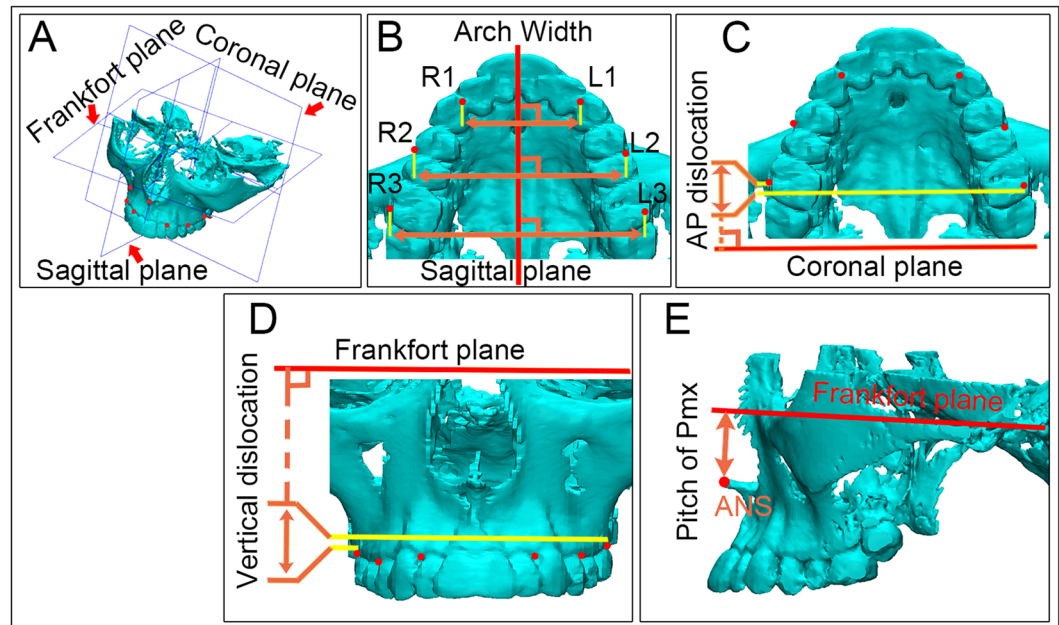 A
Frankfort plane
Coronal plane
Sagittal plane
B
Arch Width
R1
L1
R2
L2
R3
L3
Sagittal plane
C
AP dislocation
Coronal plane
D
Frankfort plane
Vertical dislocation
E
Pitch of Pmx
Frankfort plane
ANS